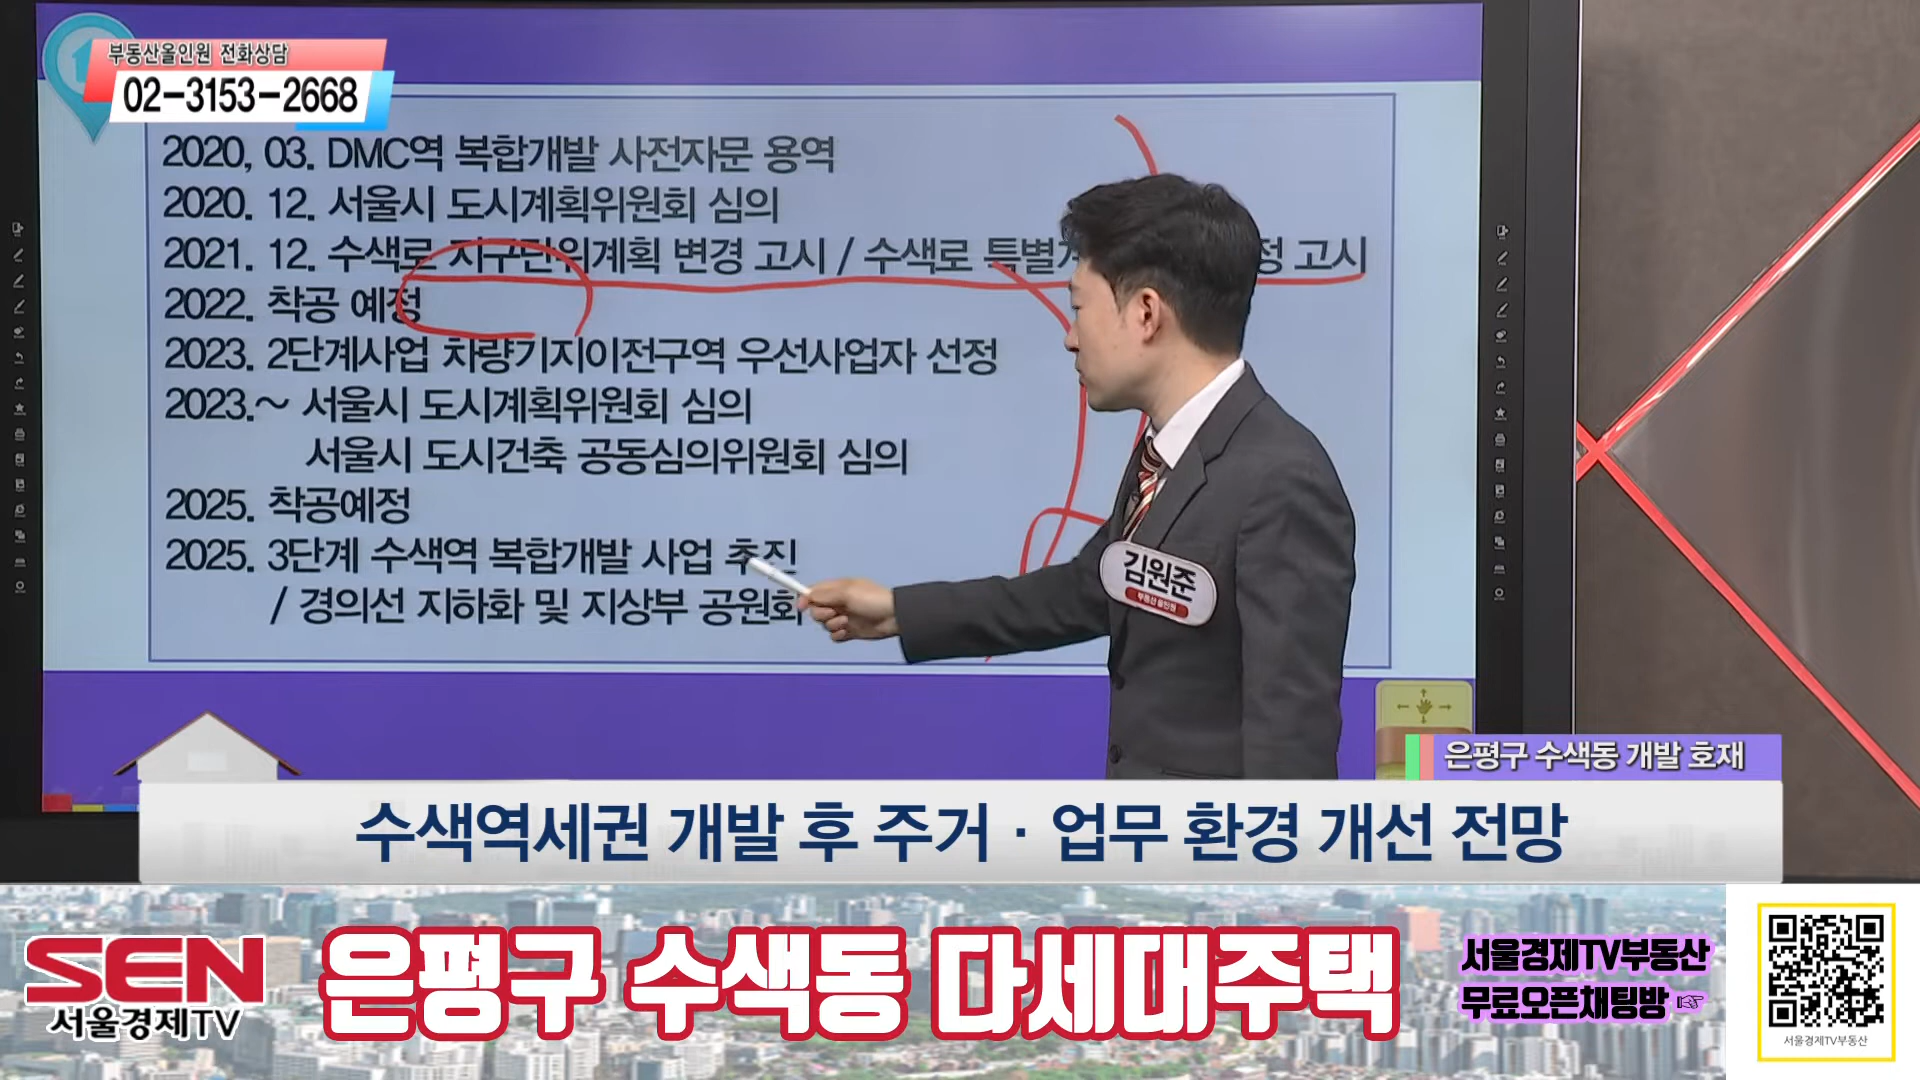 부동산올인원 전화상담
02-3153-2668
2020, 03. DMC역 복합개발 사전자문 용역
2020. 12. 서울시 도시계획위원회 심의
2021. 12. 수색로 지구단위계획 변경 고시 / 수색로 특별계 정 고시
2022. 착공 예정
2023. 2단계사업 차량기지이전구역 우선사업자 선정
2023.~ 서울시 도시계획위원회 심의
서울시 도시건축 공동심의위원회 심의
2025. 착공예정
2025. 3단계 수색역 복합개발 사업 추진
/ 경의선 지하화 및 지상부 공원화
김원준
부동산올인원
은평구 수색동 개발 호재
수색역세권 개발 후 주거 · 업무 환경 개선 전망
SEN
서울경제TV
은평구 수색동 다세대주택
서울경제TV부동산
무료오픈채팅방 ☞
서울경제TV부동산